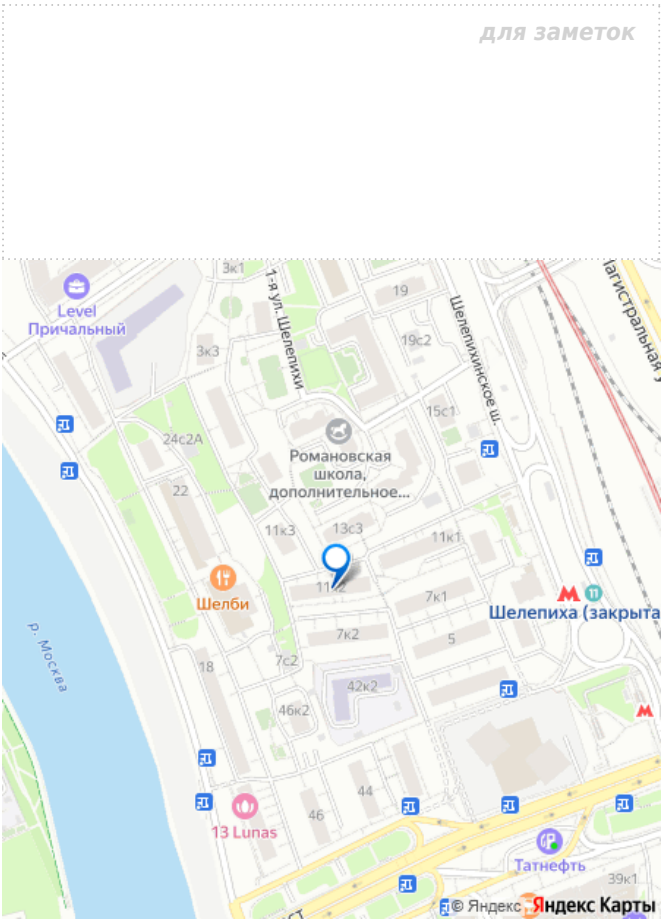 для заметок
3к1
1-я ул. Шелепихи
19
Магистральная у
Level
Причальный
Шелепихинское ш.
19с2
3к3
15с1
24с2А
Романовская
школа,
дополнительное...
22
11к3
13с3
11к1
11к2
Шелби
7к1
11
Шелепиха (закрыта
р. Москва
7к2
5
7с2
18
42к2
46к2
44
46
13 Lunas
Татнефть
39к1
© Яндекс Яндекс Карты